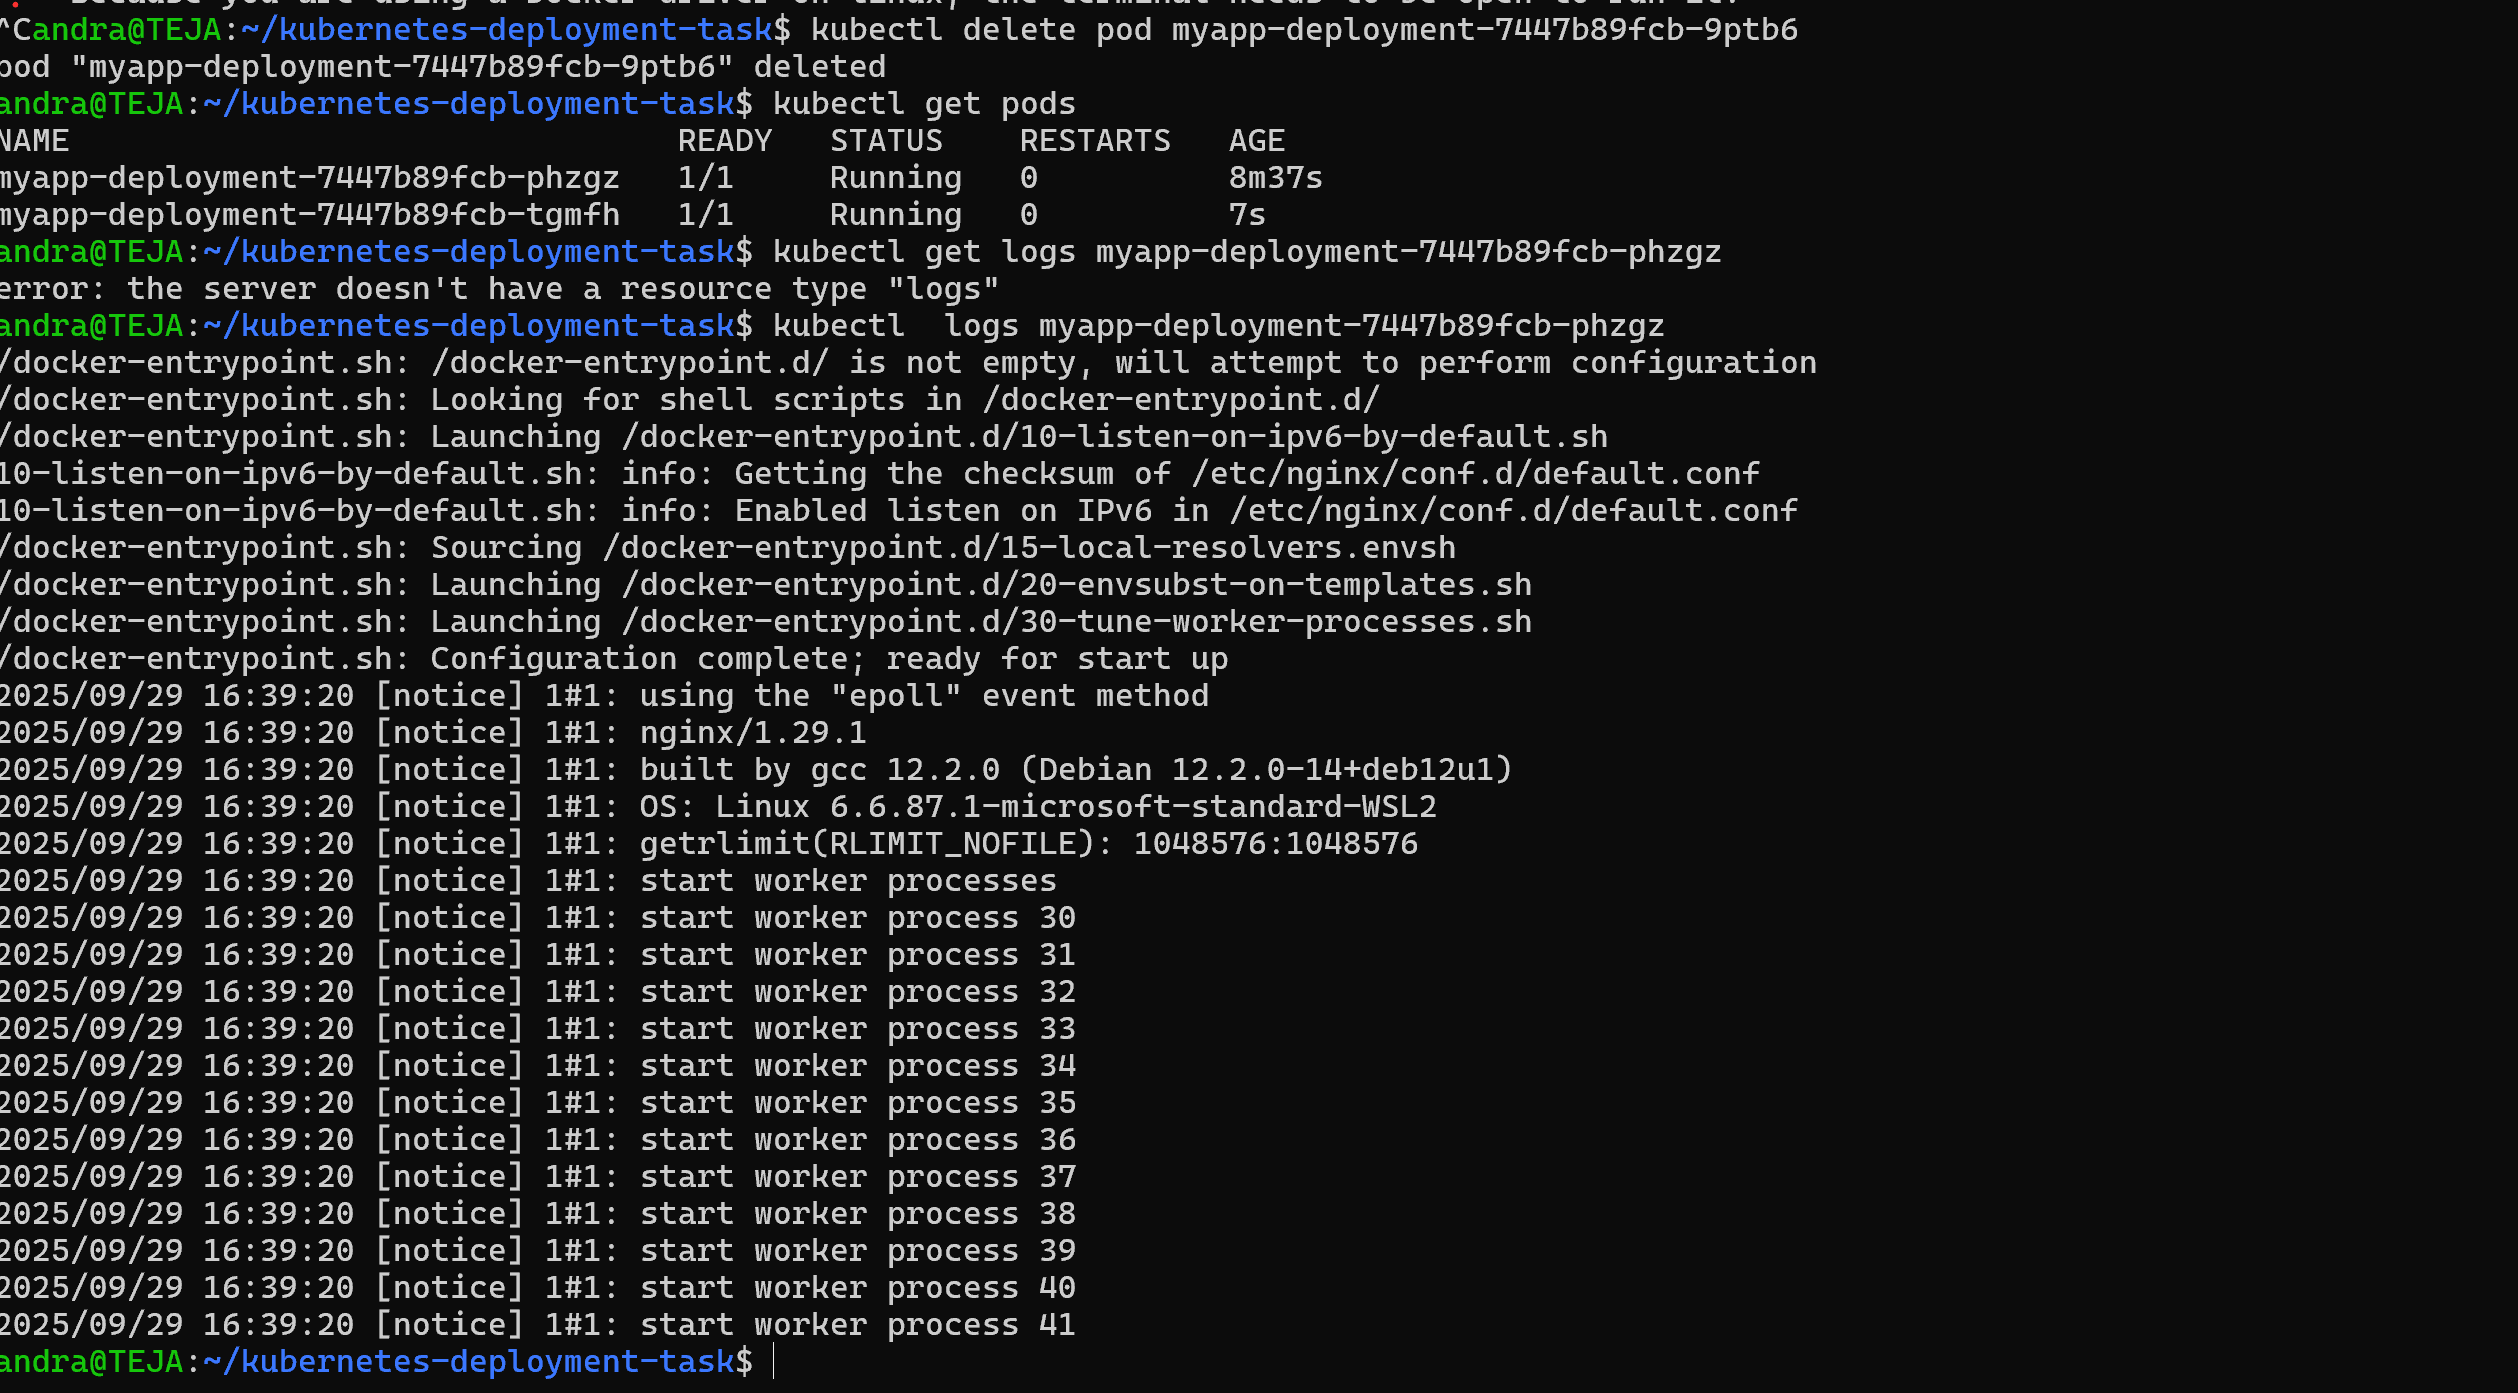 because you are using a Docker driver on linux, the terminal needs to be open to run it.
^Candra@TEJA:~/kubernetes-deployment-task$ kubectl delete pod myapp-deployment-7447b89fcb-9ptb6
pod "myapp-deployment-7447b89fcb-9ptb6" deleted
andra@TEJA:~/kubernetes-deployment-task$ kubectl get pods
NAME READY STATUS RESTARTS AGE
myapp-deployment-7447b89fcb-phzgz 1/1 Running 0 8m37s
myapp-deployment-7447b89fcb-tgmfh 1/1 Running 0 7s
andra@TEJA:~/kubernetes-deployment-task$ kubectl get logs myapp-deployment-7447b89fcb-phzgz
error: the server doesn't have a resource type "logs"
andra@TEJA:~/kubernetes-deployment-task$ kubectl  logs myapp-deployment-7447b89fcb-phzgz
/docker-entrypoint.sh: /docker-entrypoint.d/ is not empty, will attempt to perform configuration
/docker-entrypoint.sh: Looking for shell scripts in /docker-entrypoint.d/
/docker-entrypoint.sh: Launching /docker-entrypoint.d/10-listen-on-ipv6-by-default.sh
10-listen-on-ipv6-by-default.sh: info: Getting the checksum of /etc/nginx/conf.d/default.conf
10-listen-on-ipv6-by-default.sh: info: Enabled listen on IPv6 in /etc/nginx/conf.d/default.conf
/docker-entrypoint.sh: Sourcing /docker-entrypoint.d/15-local-resolvers.envsh
/docker-entrypoint.sh: Launching /docker-entrypoint.d/20-envsubst-on-templates.sh
/docker-entrypoint.sh: Launching /docker-entrypoint.d/30-tune-worker-processes.sh
/docker-entrypoint.sh: Configuration complete; ready for start up
2025/09/29 16:39:20 [notice] 1#1: using the "epoll" event method
2025/09/29 16:39:20 [notice] 1#1: nginx/1.29.1
2025/09/29 16:39:20 [notice] 1#1: built by gcc 12.2.0 (Debian 12.2.0-14+deb12u1)
2025/09/29 16:39:20 [notice] 1#1: OS: Linux 6.6.87.1-microsoft-standard-WSL2
2025/09/29 16:39:20 [notice] 1#1: getrlimit(RLIMIT_NOFILE): 1048576:1048576
2025/09/29 16:39:20 [notice] 1#1: start worker processes
2025/09/29 16:39:20 [notice] 1#1: start worker process 30
2025/09/29 16:39:20 [notice] 1#1: start worker process 31
2025/09/29 16:39:20 [notice] 1#1: start worker process 32
2025/09/29 16:39:20 [notice] 1#1: start worker process 33
2025/09/29 16:39:20 [notice] 1#1: start worker process 34
2025/09/29 16:39:20 [notice] 1#1: start worker process 35
2025/09/29 16:39:20 [notice] 1#1: start worker process 36
2025/09/29 16:39:20 [notice] 1#1: start worker process 37
2025/09/29 16:39:20 [notice] 1#1: start worker process 38
2025/09/29 16:39:20 [notice] 1#1: start worker process 39
2025/09/29 16:39:20 [notice] 1#1: start worker process 40
2025/09/29 16:39:20 [notice] 1#1: start worker process 41
andra@TEJA:~/kubernetes-deployment-task$